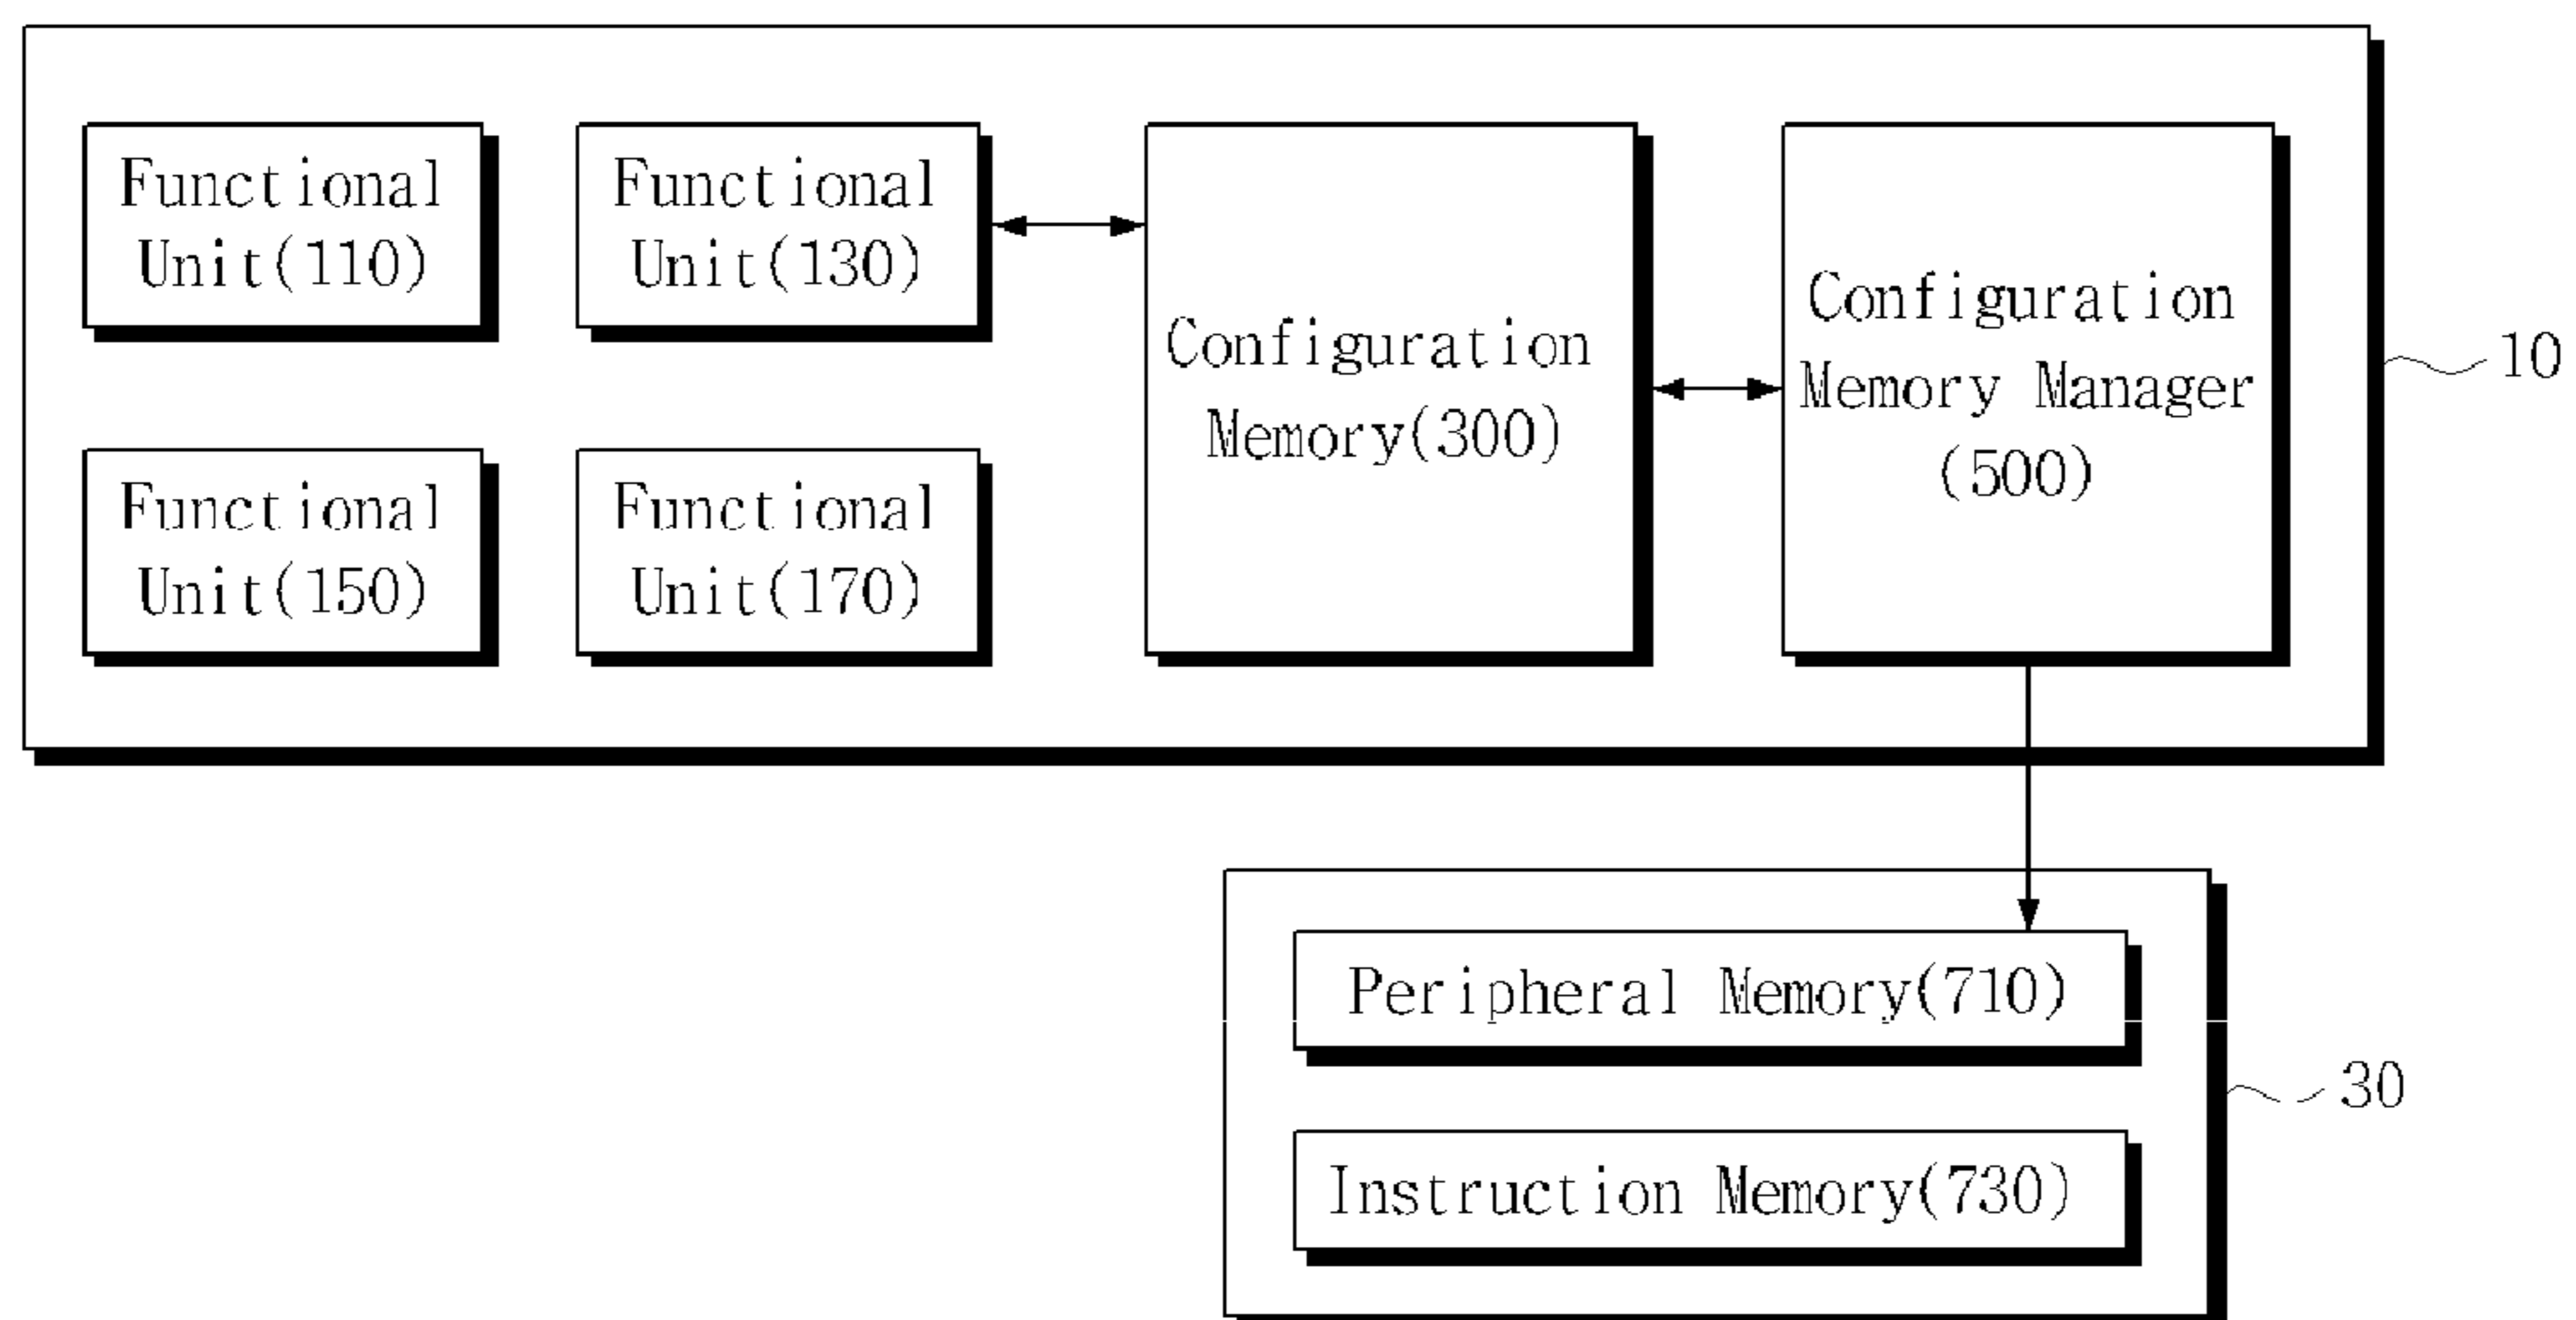 Functional
Unit(110)
Functional
Unit(130)
Functional
Unit(150)
Functional
Unit(170)
Configuration
Memory(300)
Configuration
Memory Manager
(500)
10
Peripheral Memory(710)
Instruction Memory(730)
30